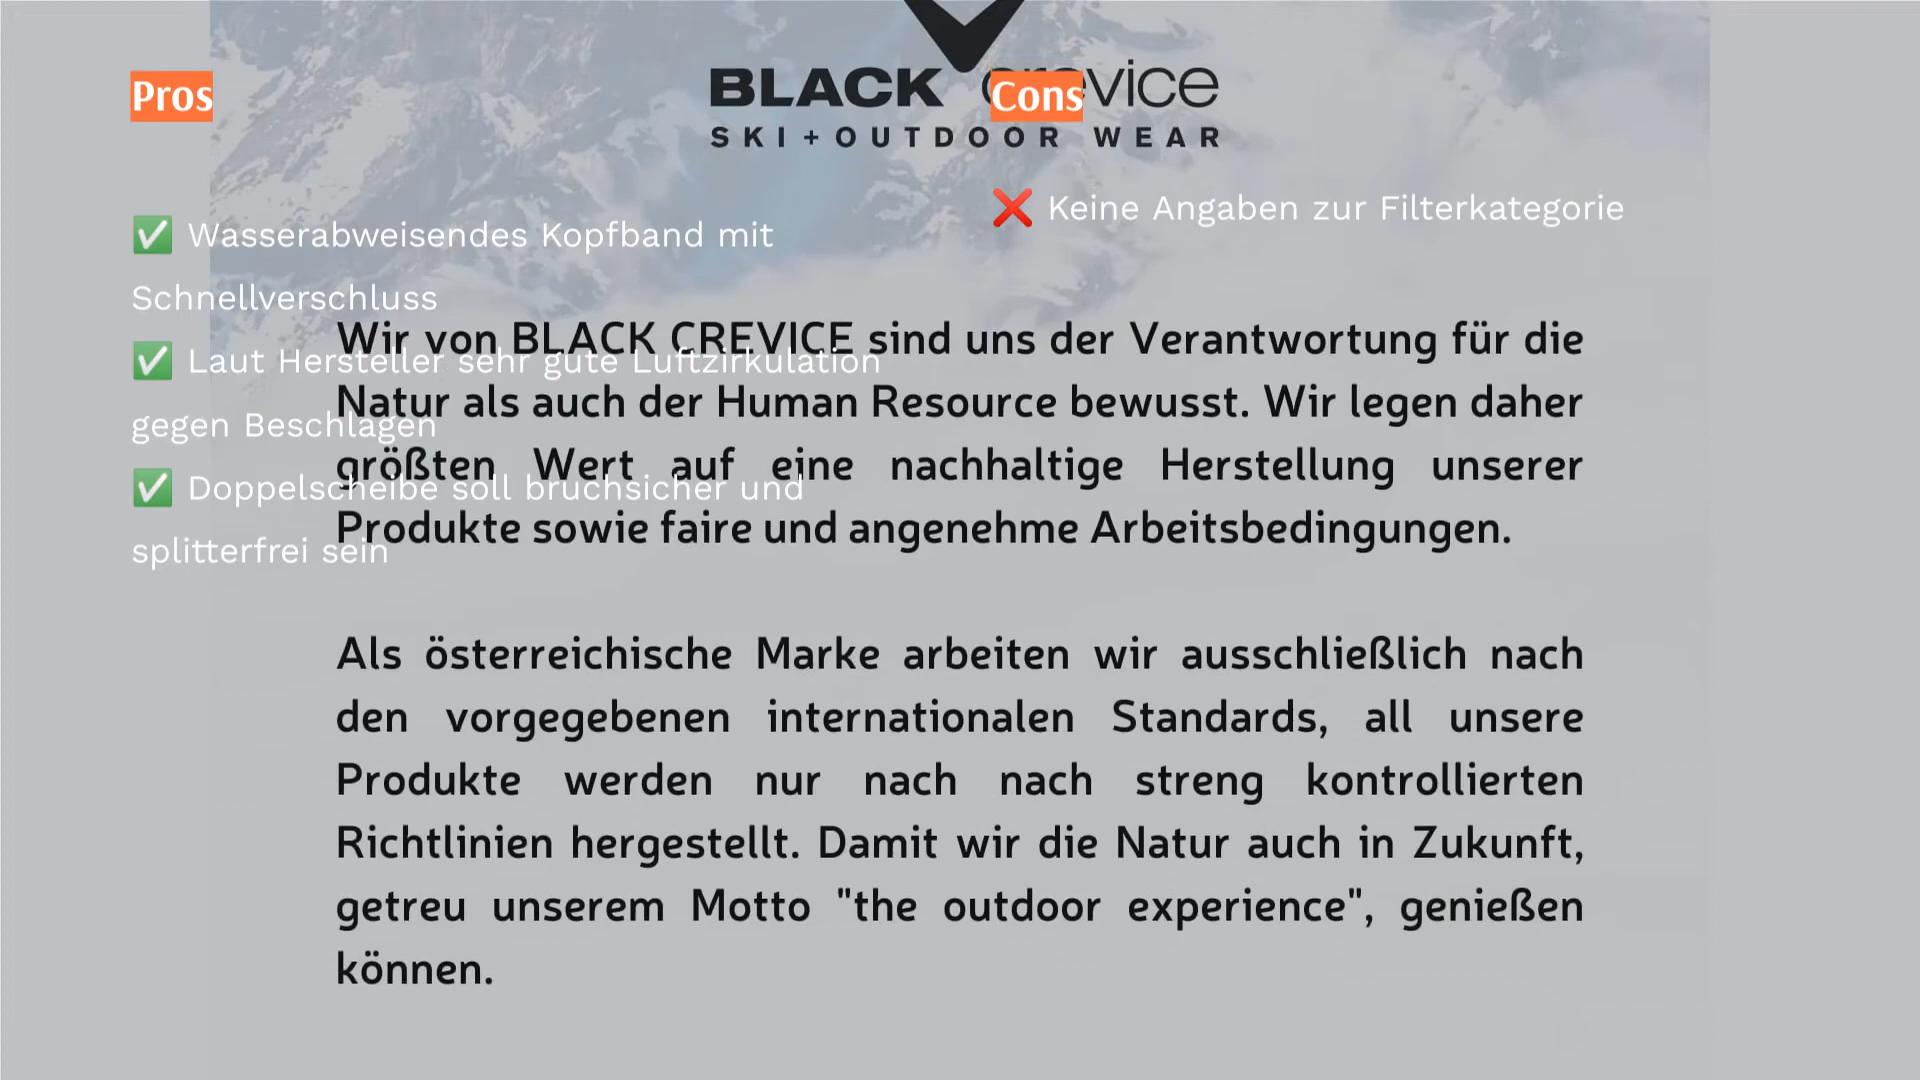 BLACK crevice
SKI+OUTDOOR WEAR
Pros
✅ Wasserabweisendes Kopfband mit
Schnellverschluss
✅ Laut Hersteller sehr gute Luftzirkulation
gegen Beschlagen
✅ Doppelscheibe soll bruchsicher und
splitterfrei sein
Cons
❌ Keine Angaben zur Filterkategorie
Wir von BLACK CREVICE sind uns der Verantwortung für die
Natur als auch der Human Resource bewusst. Wir legen daher
größten Wert auf eine nachhaltige Herstellung unserer
Produkte sowie faire und angenehme Arbeitsbedingungen.
Als österreichische Marke arbeiten wir ausschließlich nach
den vorgegebenen internationalen Standards, all unsere
Produkte werden nur nach nach streng kontrollierten
Richtlinien hergestellt. Damit wir die Natur auch in Zukunft,
getreu unserem Motto "the outdoor experience", genießen
können.